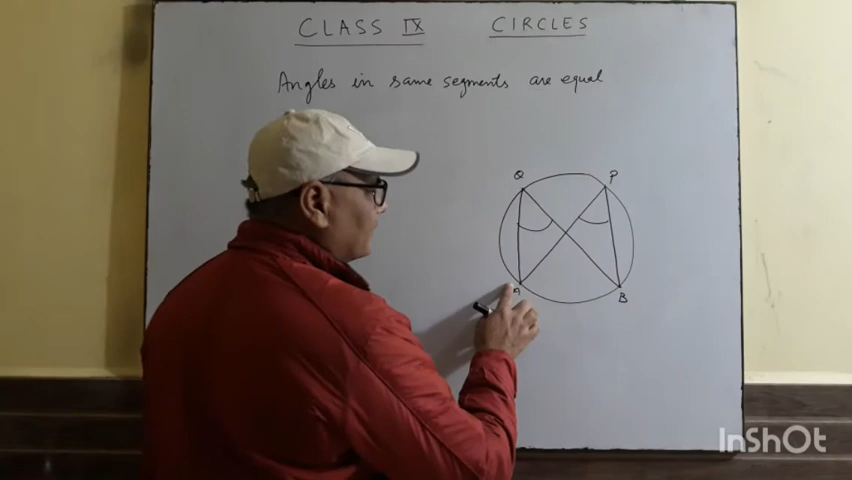 CLASS IX CIRCLES
Angles in same segments are equal
Q P
A B
InShOt